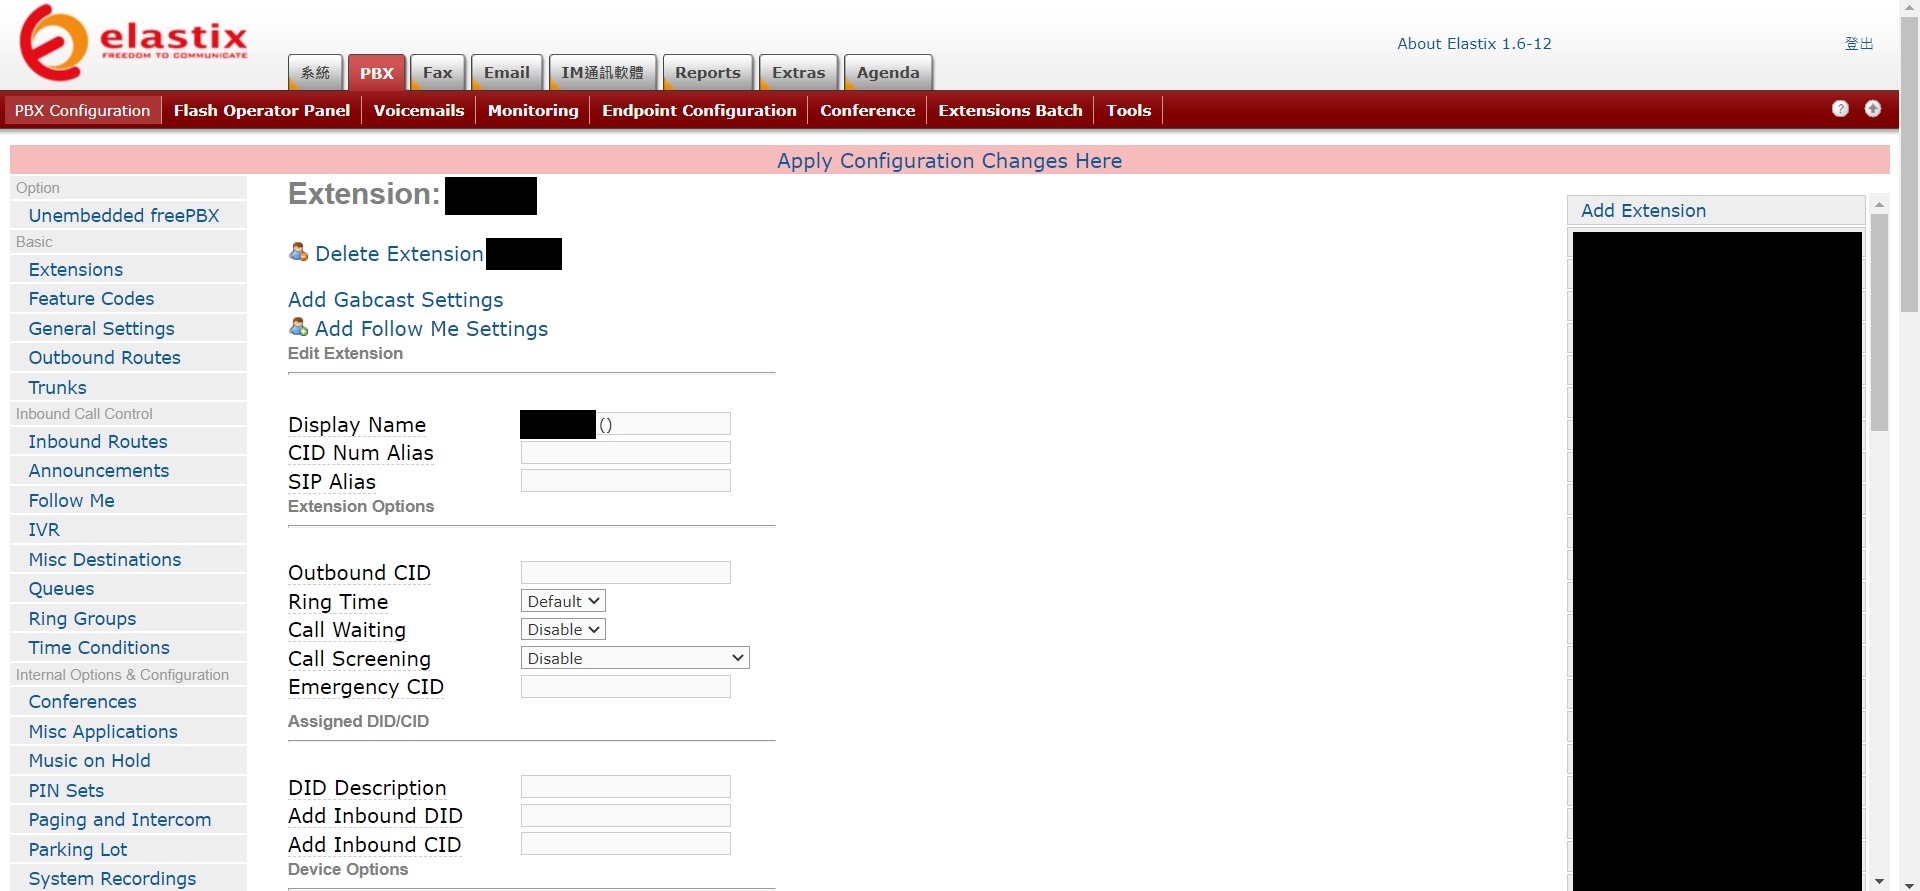 elastix
FREEDOM TO COMMUNICATE
系統
PBX
Fax
Email
IM通訊軟體
Reports
Extras
Agenda
About Elastix 1.6-12
登出
PBX Configuration
Flash Operator Panel
Voicemails
Monitoring
Endpoint Configuration
Conference
Extensions Batch
Tools
?
Apply Configuration Changes Here
Option
Unembedded freePBX
Basic
Extensions
Feature Codes
General Settings
Outbound Routes
Trunks
Inbound Call Control
Inbound Routes
Announcements
Follow Me
IVR
Misc Destinations
Queues
Ring Groups
Time Conditions
Internal Options & Configuration
Conferences
Misc Applications
Music on Hold
PIN Sets
Paging and Intercom
Parking Lot
System Recordings
Extension:
Delete Extension
Add Gabcast Settings
Add Follow Me Settings
Edit Extension
Display Name ()
CID Num Alias
SIP Alias
Extension Options
Outbound CID
Ring Time Default
Call Waiting Disable
Call Screening Disable
Emergency CID
Assigned DID/CID
DID Description
Add Inbound DID
Add Inbound CID
Device Options
Add Extension